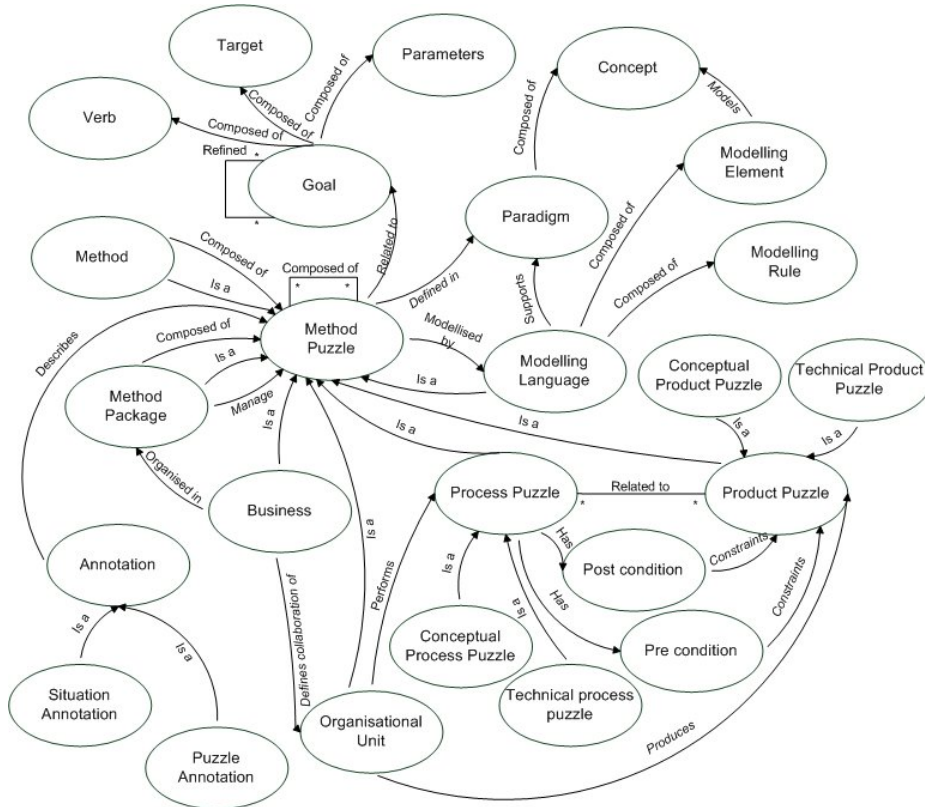 Target
Parameters
Concept
Composed of
Composed of
Models
Verb
Composed of
Composed of
Refined
*
Goal
*
Modelling
Element
Paradigm
Composed of
Related to
Method
Composed of
Is a
Composed of
*
*
Defined in
Supports
Composed of
Modelling
Rule
Describes
Composed of
Is a
Method
Puzzle
Modellised
by
Modelling
Language
Is a
Conceptual
Product Puzzle
Technical Product
Puzzle
Method
Package
Manage
Is a
Is a
Is a
Is a
Is a
Organised in
Business
Process Puzzle
Related to
*
*
Product Puzzle
Is a
Annotation
Performs
Is a
Has
Post condition
Constraints
Has
Is a
Constraints
Is a
Is a
Defines collaboration of
Conceptual
Process Puzzle
Pre condition
Situation
Annotation
Technical process
puzzle
Organisational
Unit
Produces
Puzzle
Annotation